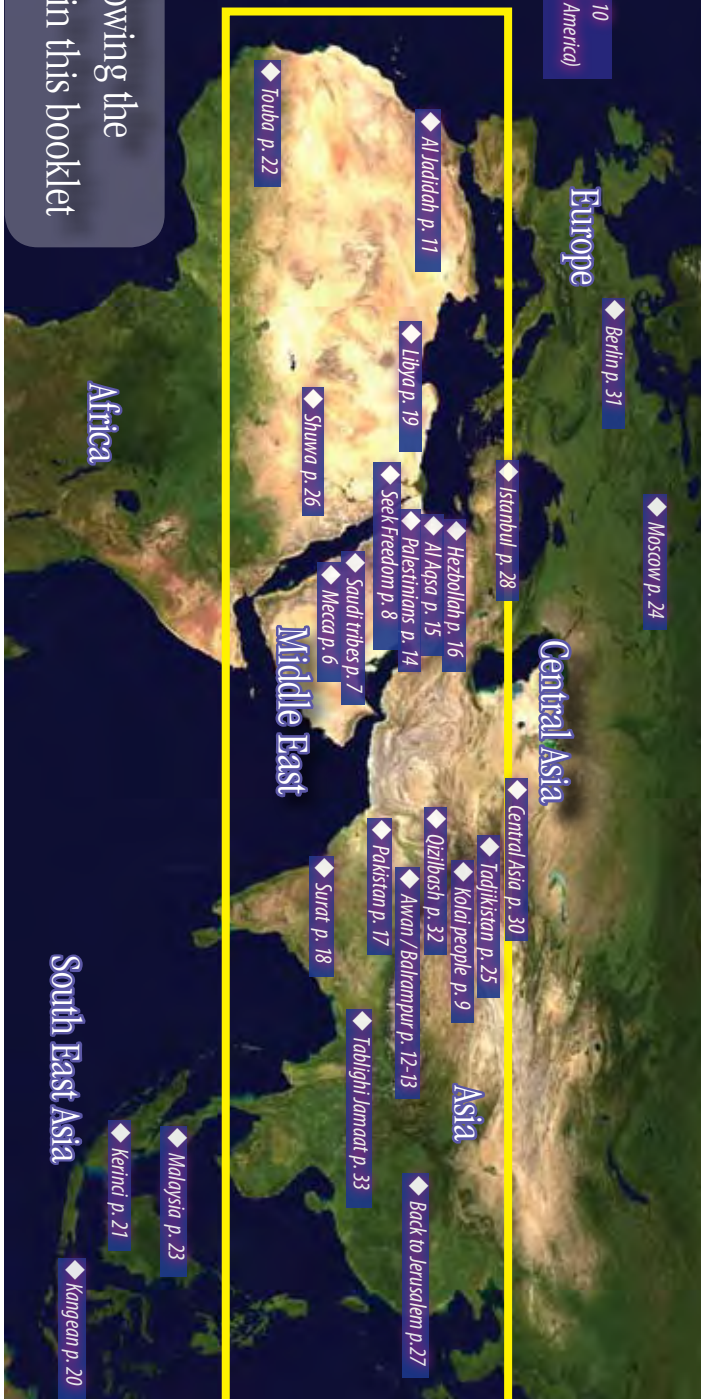 10
America)
Europe
◆ Berlin p. 31
◆ Moscow p. 24
◆ Al Jadidah p. 11
◆ Touba p. 22
◆ Libya p. 19
◆ Shuwa p. 26
Africa
◆ Istanbul p. 28
◆ Hezbollah p. 16
◆ Al Aqsa p. 15
◆ Palestinians p. 14
◆ Seek Freedom p. 8
◆ Saudi tribes p. 7
◆ Mecca p. 6
Middle East
Central Asia
◆ Central Asia p. 30
◆ Tadjikistan p. 25
◆ Kolai people p. 9
◆ Qizilbash p. 32
◆ Awan / Balrampur p. 12-13
◆ Pakistan p. 17
◆ Surat p. 18
Asia
◆ Tablighi Jamaat p. 33
◆ Back to Jerusalem p.27
South East Asia
◆ Malaysia p. 23
◆ Kerinci p. 21
◆ Kangean p. 20
owing the
in this booklet